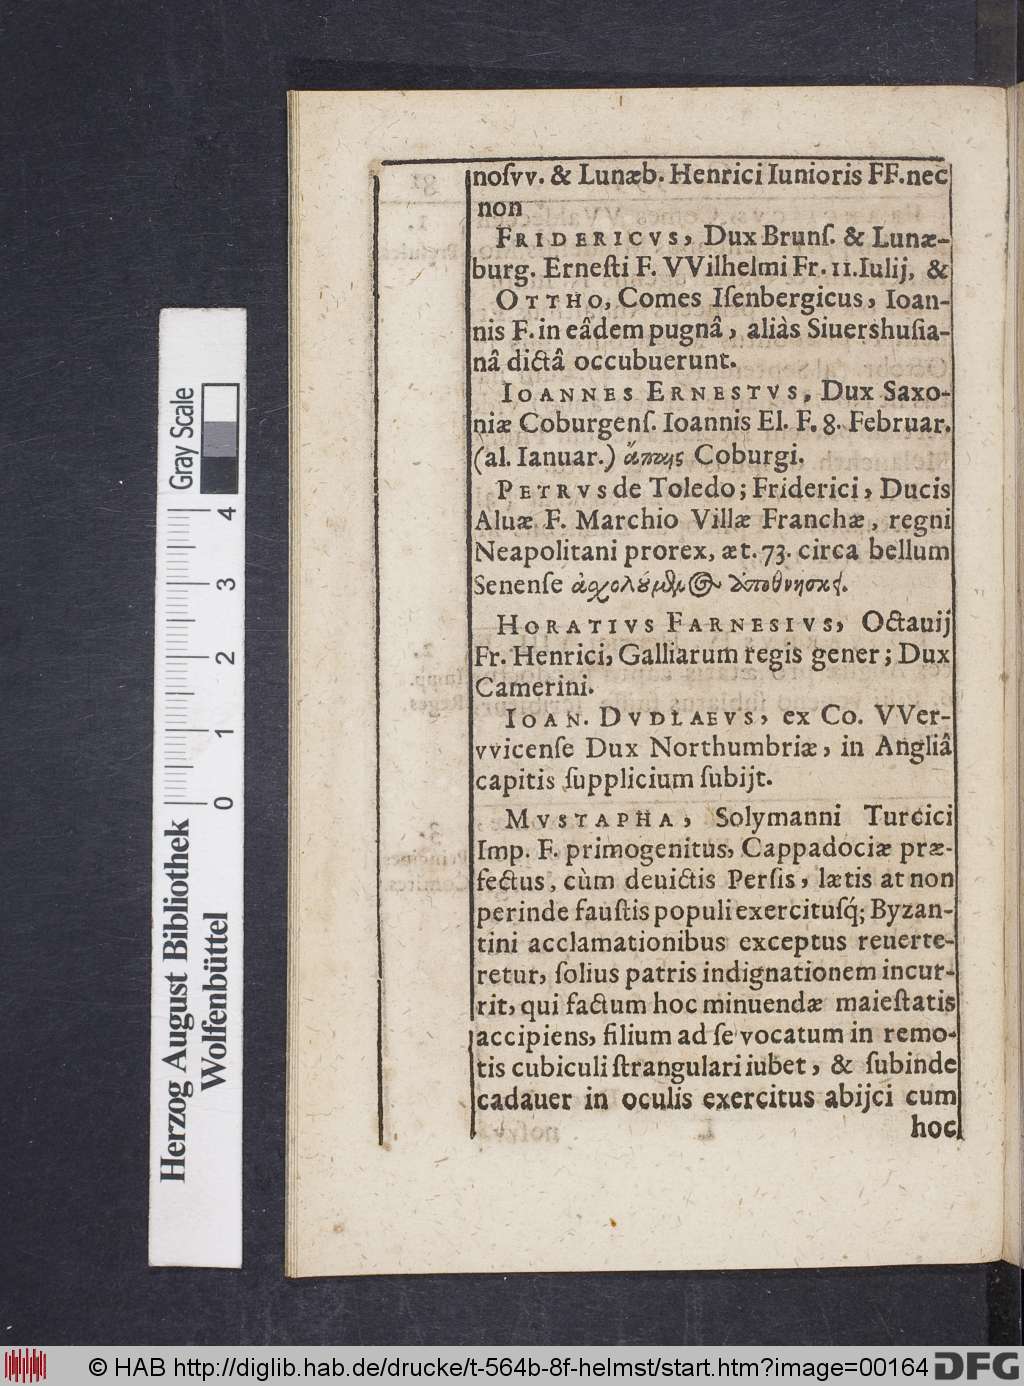 noſvv. & Lunæb. Henrici Iunioris FF. nec
non
FRIDERICVS, Dux Brunſ. & Lunæ-
burg. Erneſti F. VVilhelmi Fr. 11. Iulij, &
OTTHO, Comes Iſenbergicus, Ioan-
nis F. in eâdem pugnâ, aliàs Siuershuſia-
nâ dictâ occubuerunt.
IOANNES ERNESTVS, Dux Saxo-
niæ Coburgenſ. Ioannis El. F. 8. Februar.
(al. Ianuar.) ἄπαις Coburgi.
PETRVS de Toledo; Friderici, Ducis
Aluæ F. Marchio Villæ Franchæ, regni
Neapolitani prorex, æt. 73. circa bellum
Senenſe
HORATIVS FARNESIVS, Octauij
Fr. Henrici, Galliarum regis gener; Dux
Camerini.
IOAN. DVDLAEVS, ex Co. VVer-
vvicenſe Dux Northumbriæ, in Angliâ
capitis ſupplicium ſubijt.
MVSTAPHA, Solymanni Turcici
Imp. F. primogenitus, Cappadociæ præ-
fectus, cùm deuictis Perſis, lætis at non
perinde fauſtis populi exercituſq́; Byzan-
tini acclamationibus exceptus reuerte-
retur, ſolius patris indignationem incur-
rit, qui factum hoc minuendæ maieſtatis
accipiens, filium ad ſe vocatum in remo-
tis cubiculi ſtrangulari iubet, & ſubinde
cadauer in oculis exercitus abijci cum
hoc
Gray Scale
0 1 2 3 4
Herzog August Bibliothek
Wolfenbüttel
© HAB http://diglib.hab.de/drucke/t-564b-8f-helmst/start.htm?image=00164
DFG